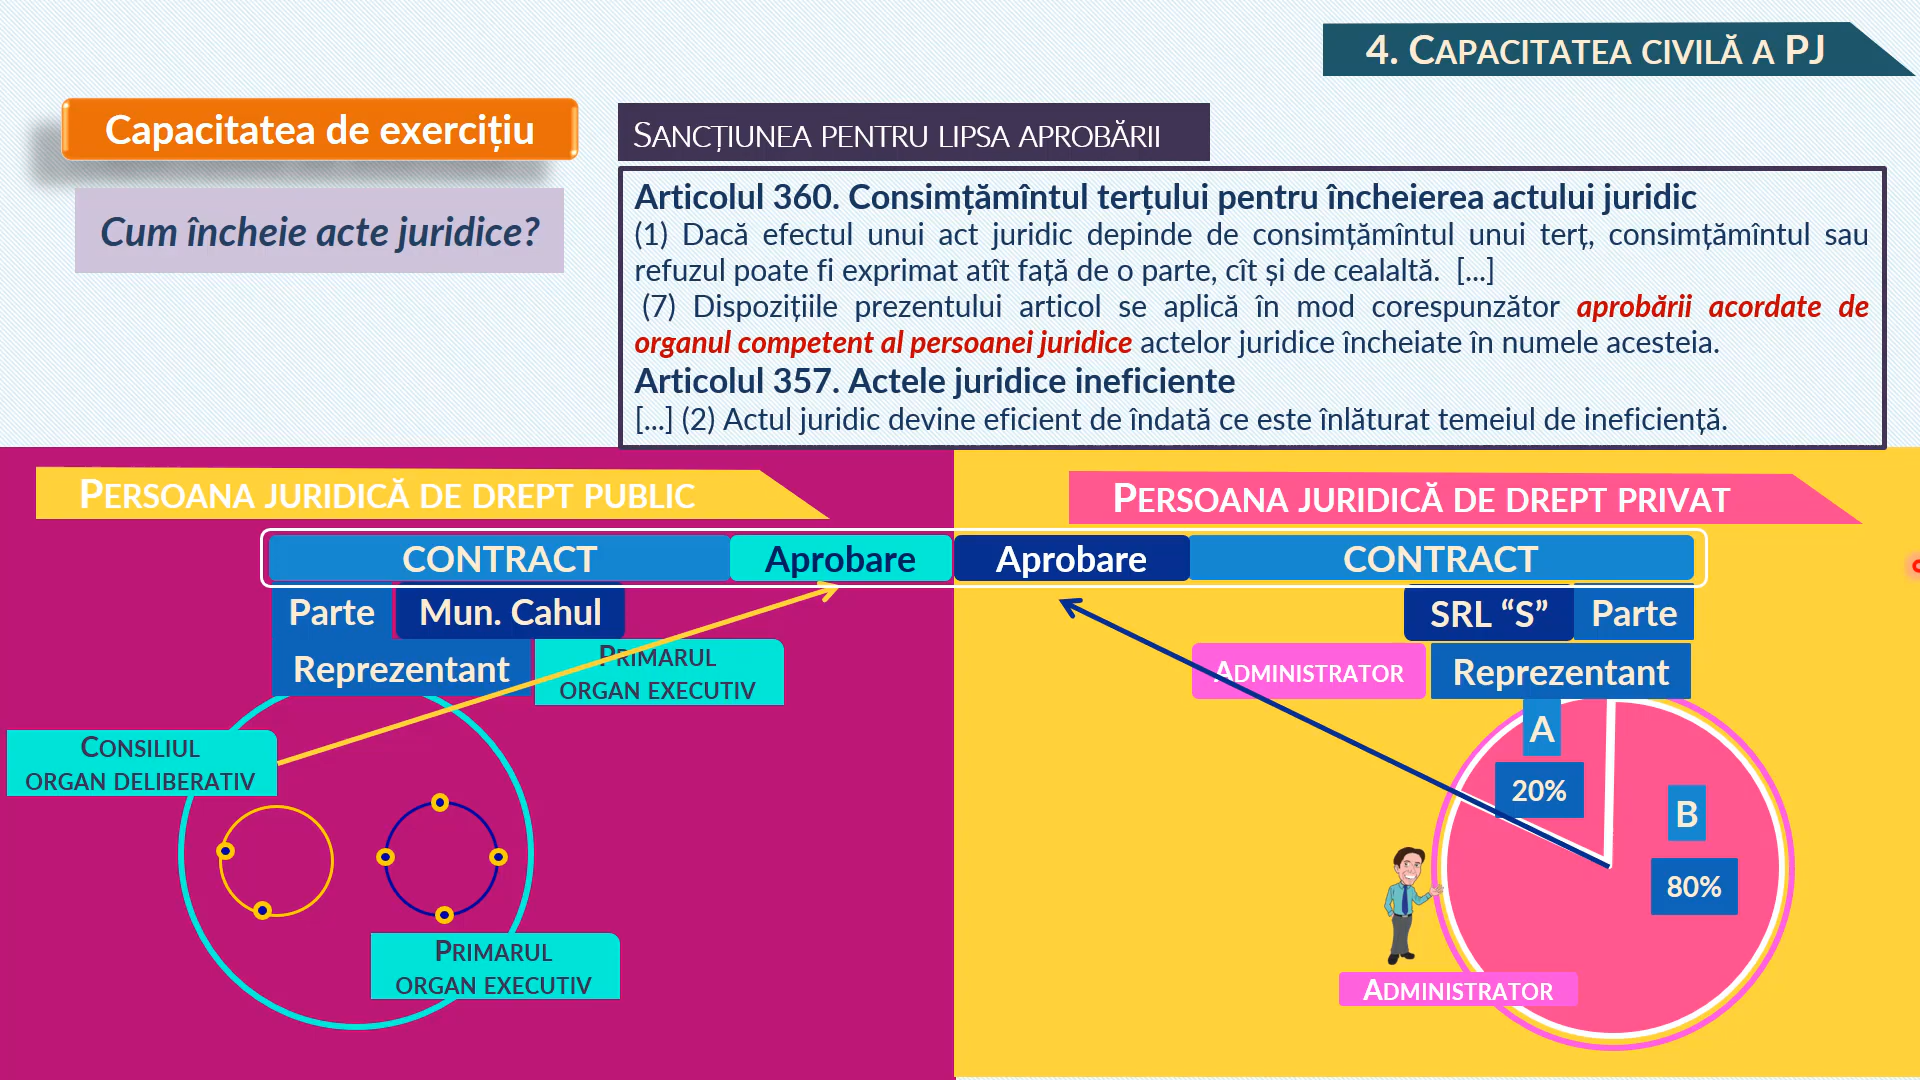 4. CAPACITATEA CIVILĂ A PJ
Capacitatea de exercițiu
Cum încheie acte juridice?
SANCȚIUNEA PENTRU LIPSA APROBĂRII
Articolul 360. Consimțămîntul terțului pentru încheierea actului juridic
(1) Dacă efectul unui act juridic depinde de consimțămîntul unui terț, consimțămîntul sau
refuzul poate fi exprimat atît față de o parte, cît și de cealaltă. [...]
(7) Dispozițiile prezentului articol se aplică în mod corespunzător aprobării acordate de
organul competent al persoanei juridice actelor juridice încheiate în numele acesteia.
Articolul 357. Actele juridice ineficiente
[...] (2) Actul juridic devine eficient de îndată ce este înlăturat temeiul de ineficiență.
PERSOANA JURIDICĂ DE DREPT PUBLIC
CONTRACT
Aprobare
Parte
Mun. Cahul
Reprezentant
PRIMARUL
ORGAN EXECUTIV
CONSILIUL
ORGAN DELIBERATIV
PRIMARUL
ORGAN EXECUTIV
PERSOANA JURIDICĂ DE DREPT PRIVAT
Aprobare
CONTRACT
SRL “S”
Parte
ADMINISTRATOR
Reprezentant
A
20%
B
80%
ADMINISTRATOR